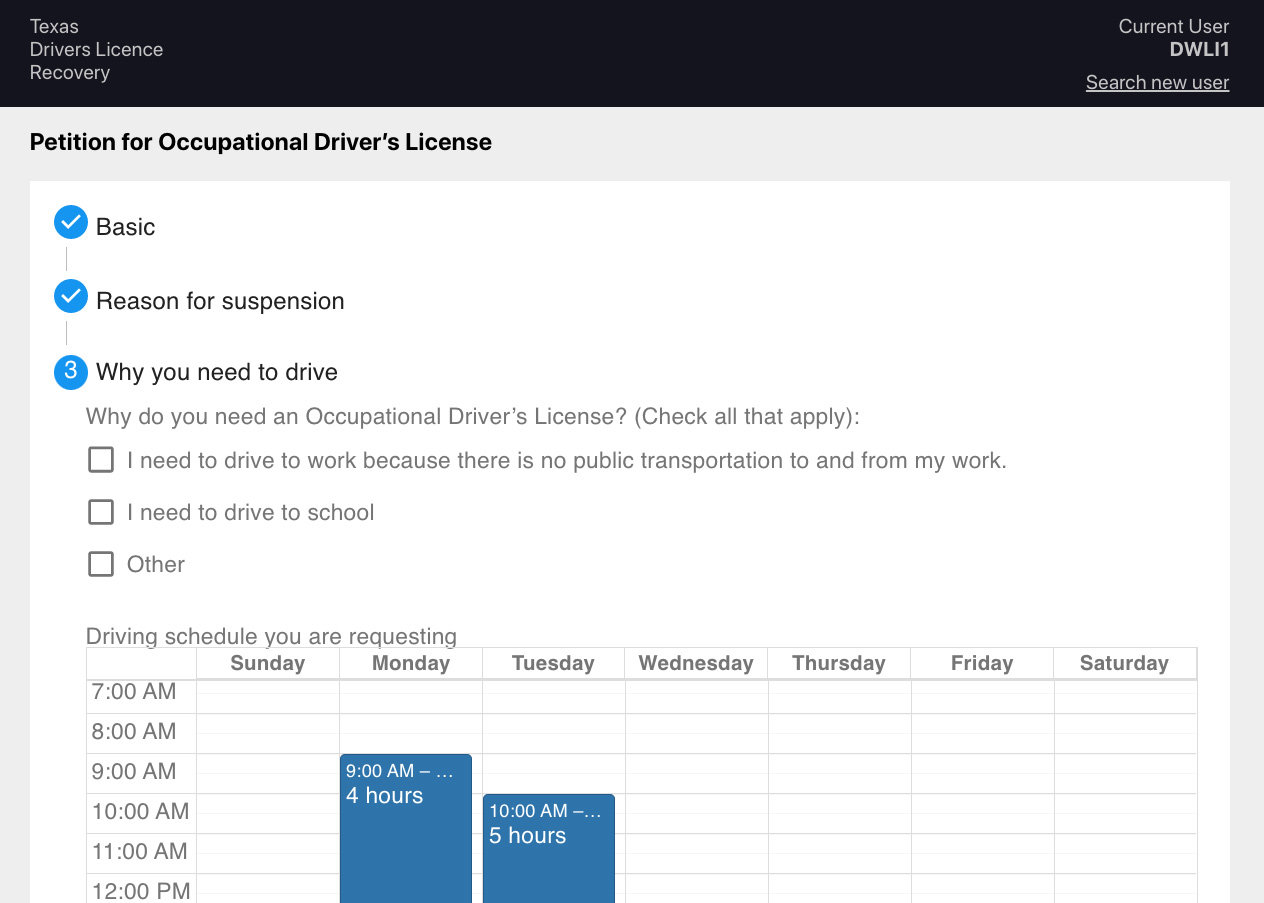 Texas
Drivers Licence
Recovery
Current User
DWLI1
Search new user
Petition for Occupational Driver’s License
Basic
Reason for suspension
3 Why you need to drive
Why do you need an Occupational Driver’s License? (Check all that apply):
I need to drive to work because there is no public transportation to and from my work.
I need to drive to school
Other
Driving schedule you are requesting
Sunday Monday Tuesday Wednesday Thursday Friday Saturday
7:00 AM
8:00 AM
9:00 AM 9:00 AM – …
4 hours
10:00 AM 10:00 AM –…
5 hours
11:00 AM
12:00 PM